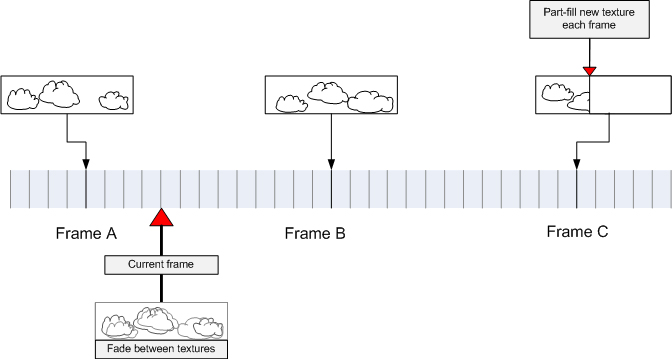 Part-fill new texture
each frame
Frame A
Frame B
Frame C
Current frame
Fade between textures